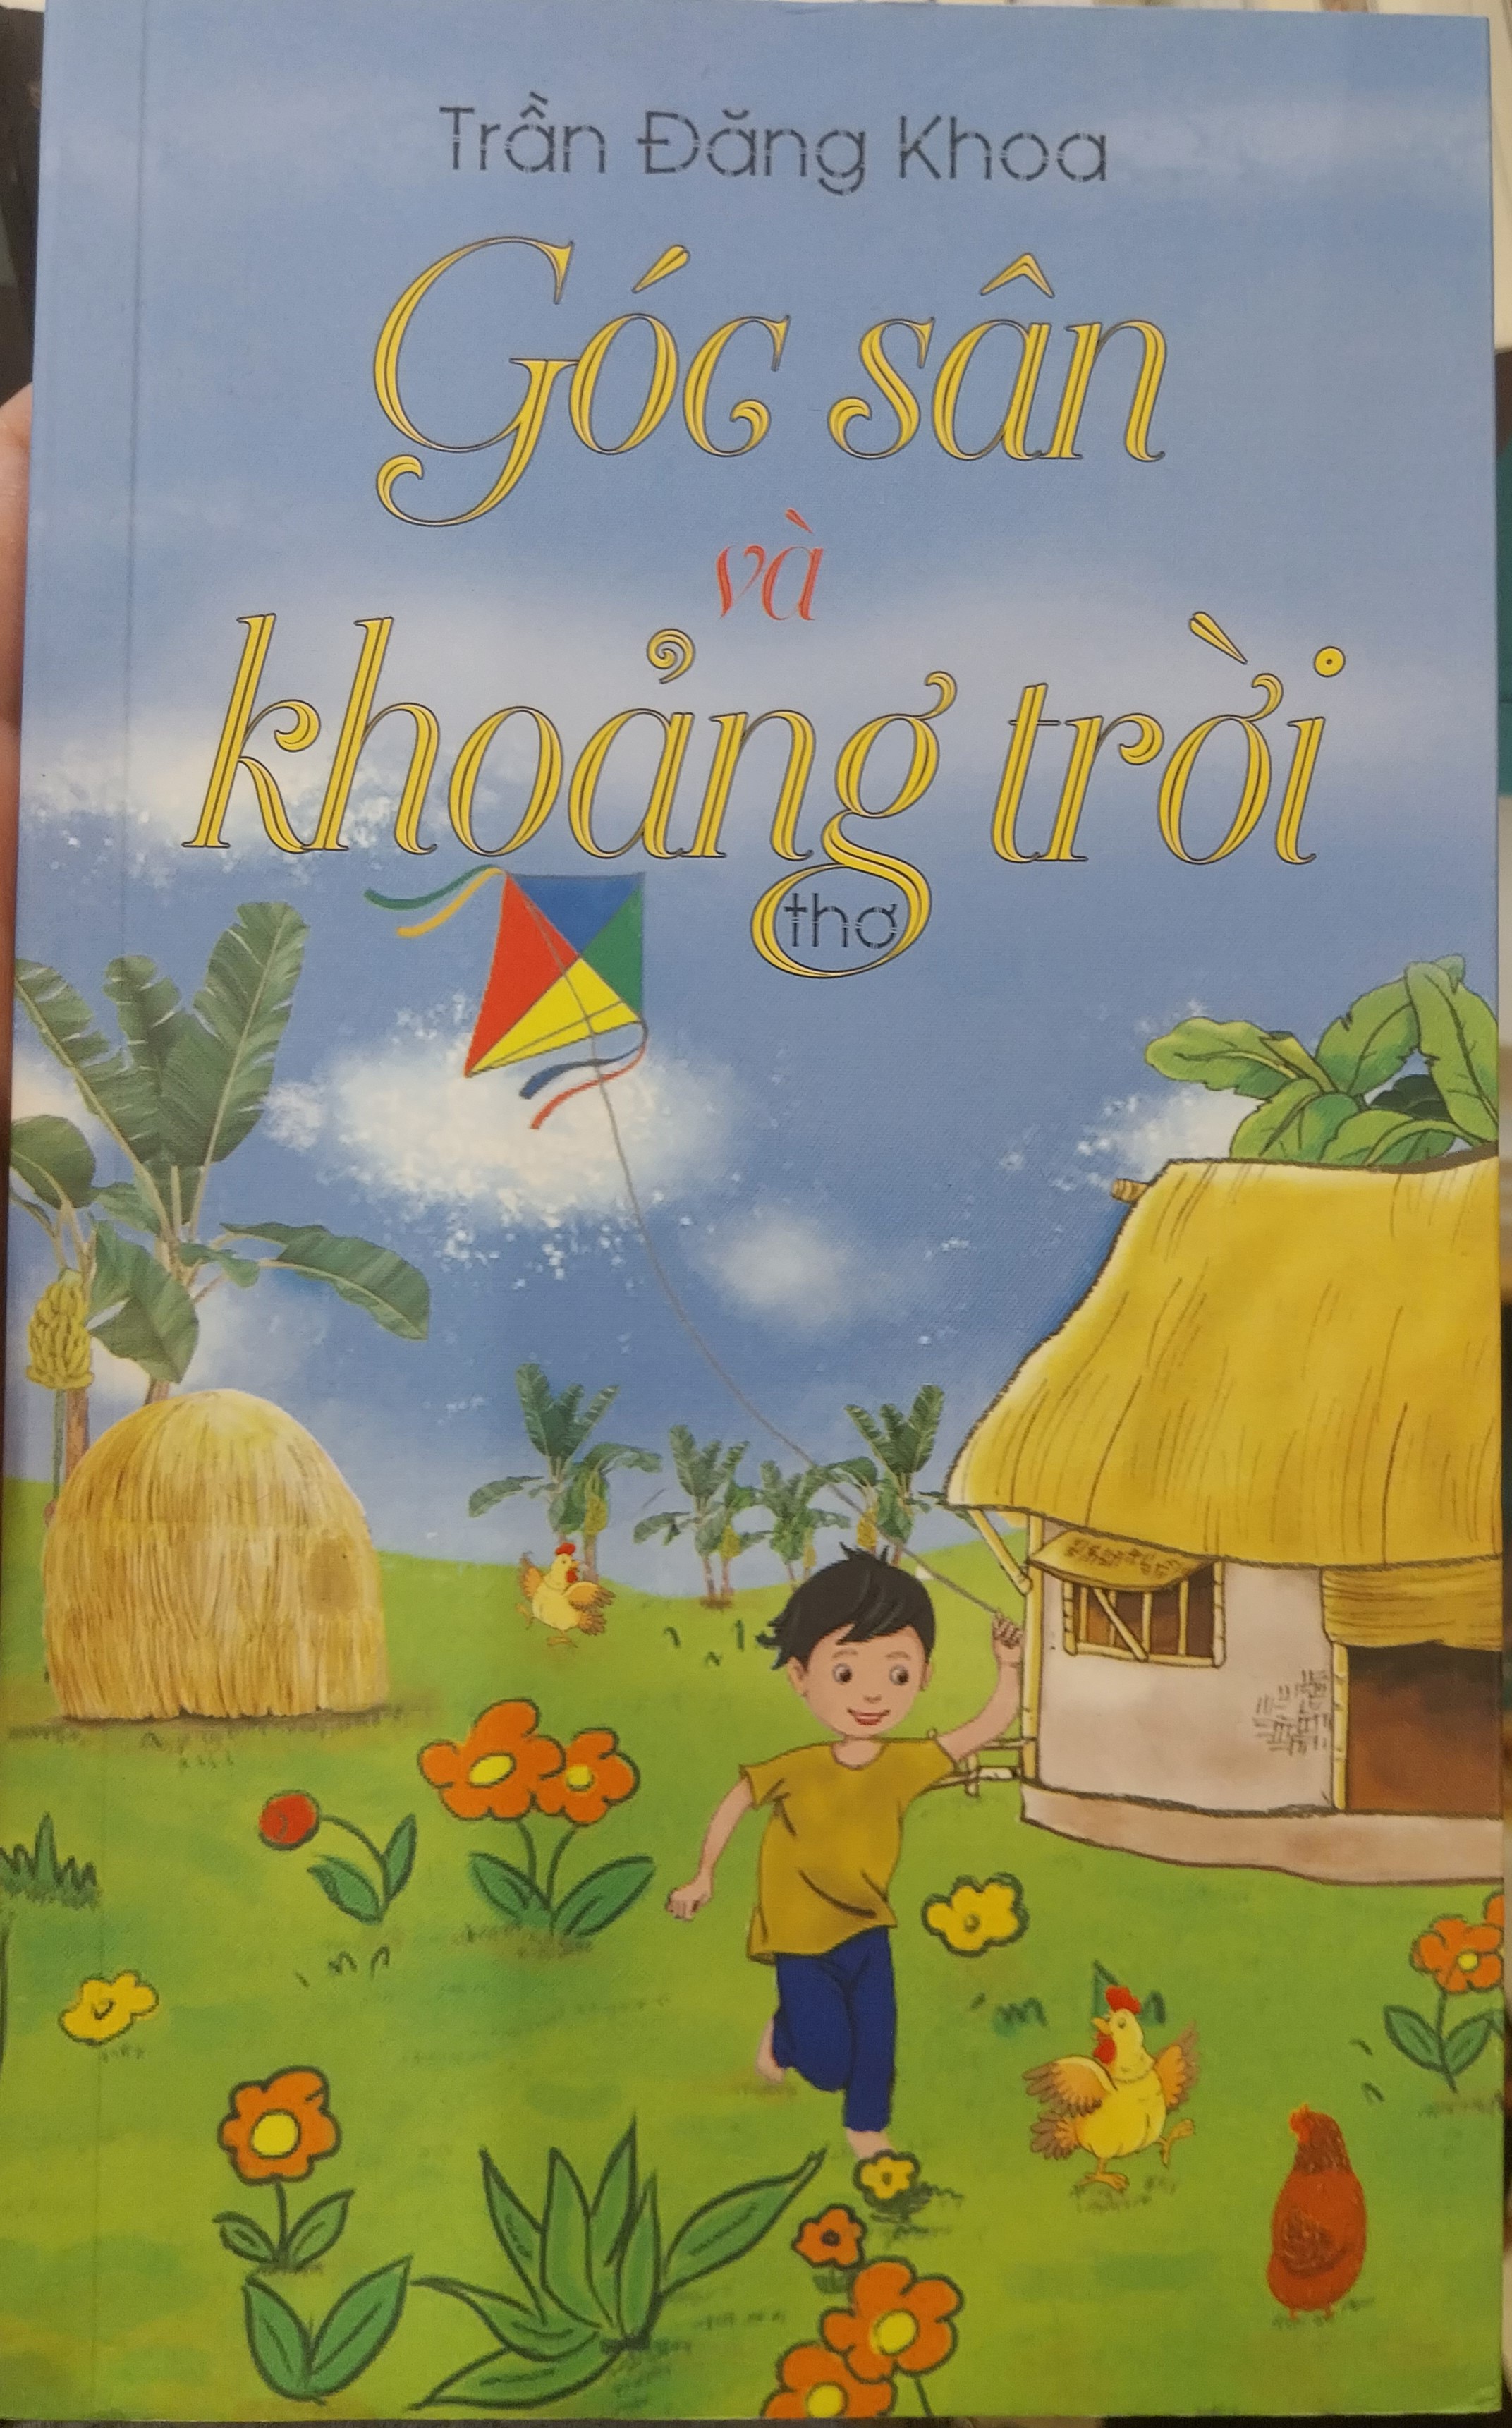 Trần Đăng Khoa
Góc sân
và
khoảng trời
thơ